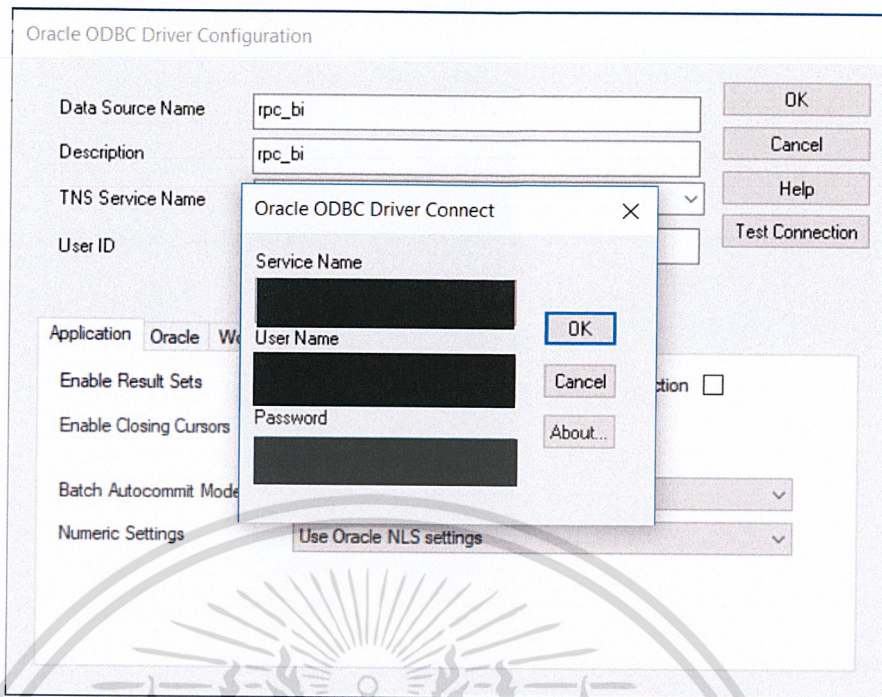 Oracle ODBC Driver Configuration
Data Source Name rpc_bi
OK
Description rpc_bi
Cancel
TNS Service Name
Help
User ID
Test Connection
Oracle ODBC Driver Connect
Service Name
User Name
Password
OK
Cancel
About...
Application Oracle
Enable Result Sets
Enable Closing Cursors
Batch Autocommit Mode
Numeric Settings Use Oracle NLS settings